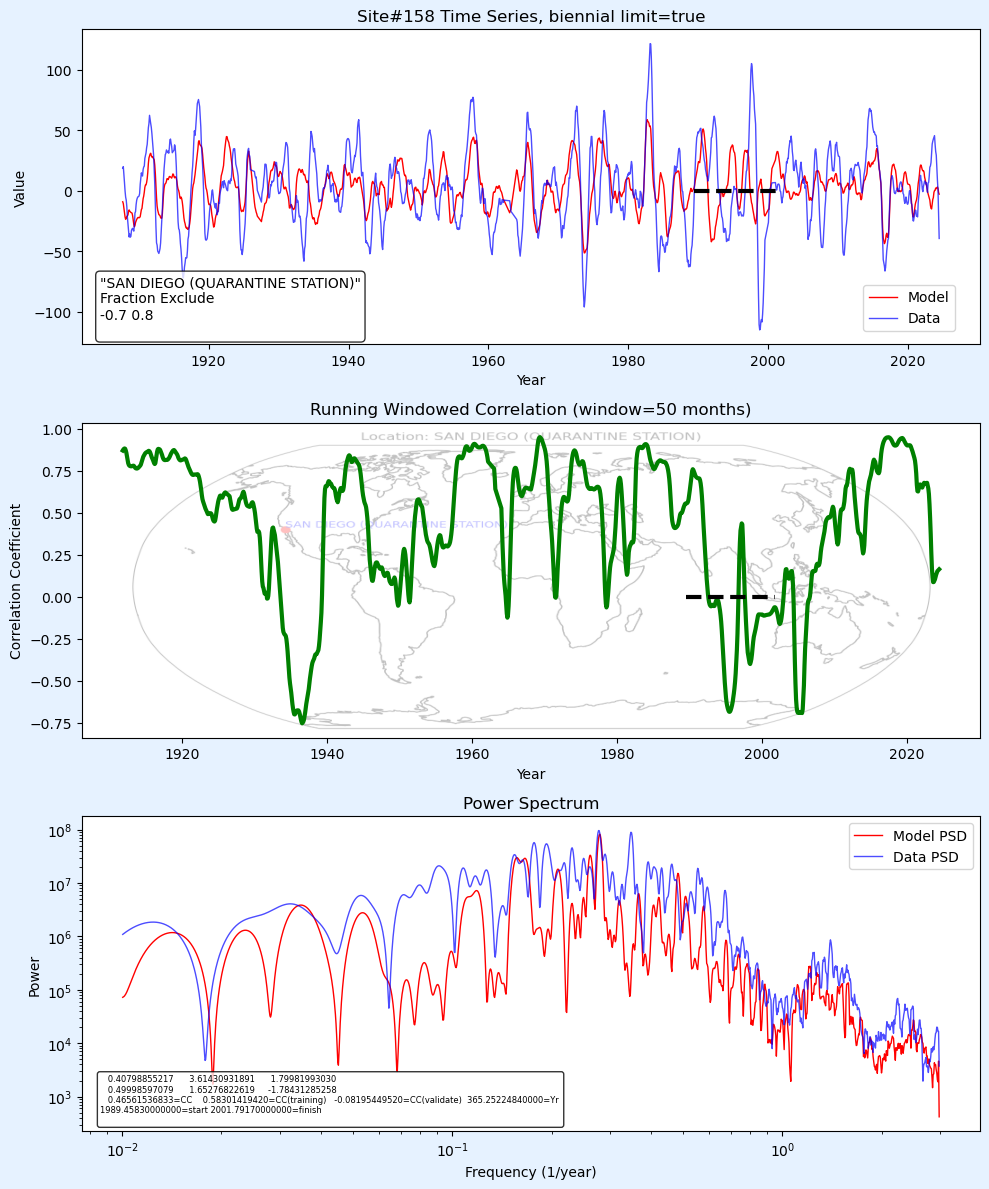 Site#158 Time Series, biennial limit=true
Value
100
50
0
−50
−100
"SAN DIEGO (QUARANTINE STATION)"
Fraction Exclude
-0.7 0.8
Model
Data
1920 1940 1960 1980 2000 2020
Year
Running Windowed Correlation (window=50 months)
Location: SAN DIEGO (QUARANTINE STATION)
SAN DIEGO (QUARANTINE STATION)
Correlation Coefficient
1.00
0.75
0.50
0.25
0.00
−0.25
−0.50
−0.75
1920 1940 1960 1980 2000 2020
Year
Power Spectrum
Model PSD
Data PSD
Power
10^8
10^7
10^6
10^5
10^4
10^3
0.40798855217 3.61430931891 1.79981993030
0.49998597079 1.65276822619 -1.78431285258
0.46561536833=CC 0.58301419420=CC(training) -0.08195449520=CC(validate) 365.25224840000=Yr
1989.45830000000=start 2001.79170000000=finish
10^−2 10^−1 10^0
Frequency (1/year)